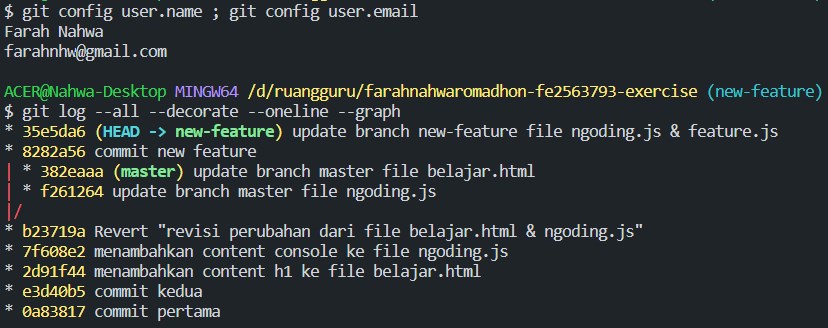 $ git config user.name ; git config user.email
Farah Nahwa
farahnhw@gmail.com
ACER@Nahwa-Desktop MINGW64 /d/ruangguru/farahnahwaromadhon-fe2563793-exercise (new-feature)
$ git log --all --decorate --oneline --graph
* 35e5da6 (HEAD -> new-feature) update branch new-feature file ngoding.js & feature.js
* 8282a56 commit new feature
| * 382eaaa (master) update branch master file belajar.html
| * f261264 update branch master file ngoding.js
|/
* b23719a Revert "revisi perubahan dari file belajar.html & ngoding.js"
* 7f608e2 menambahkan content console ke file ngoding.js
* 2d91f44 menambahkan content h1 ke file belajar.html
* e3d40b5 commit kedua
* 0a83817 commit pertama